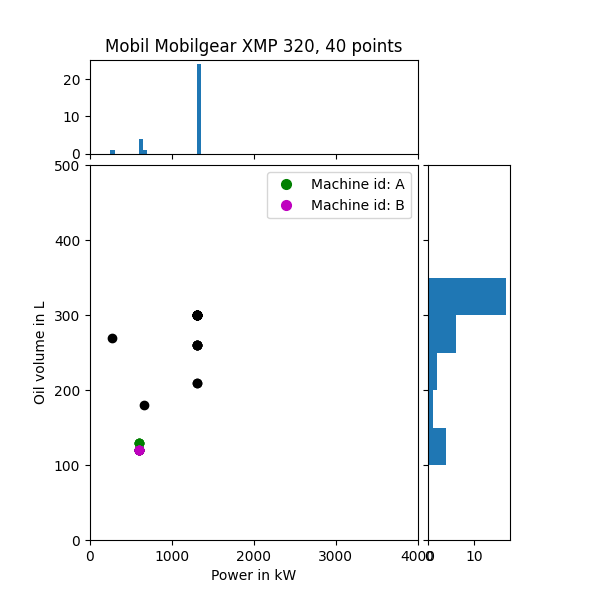 Mobil Mobilgear XMP 320, 40 points
20
10
0
500
Machine id: A
Machine id: B
400
300
200
100
0
Oil volume in L
0 1000 2000 3000 4000 0 10
Power in kW